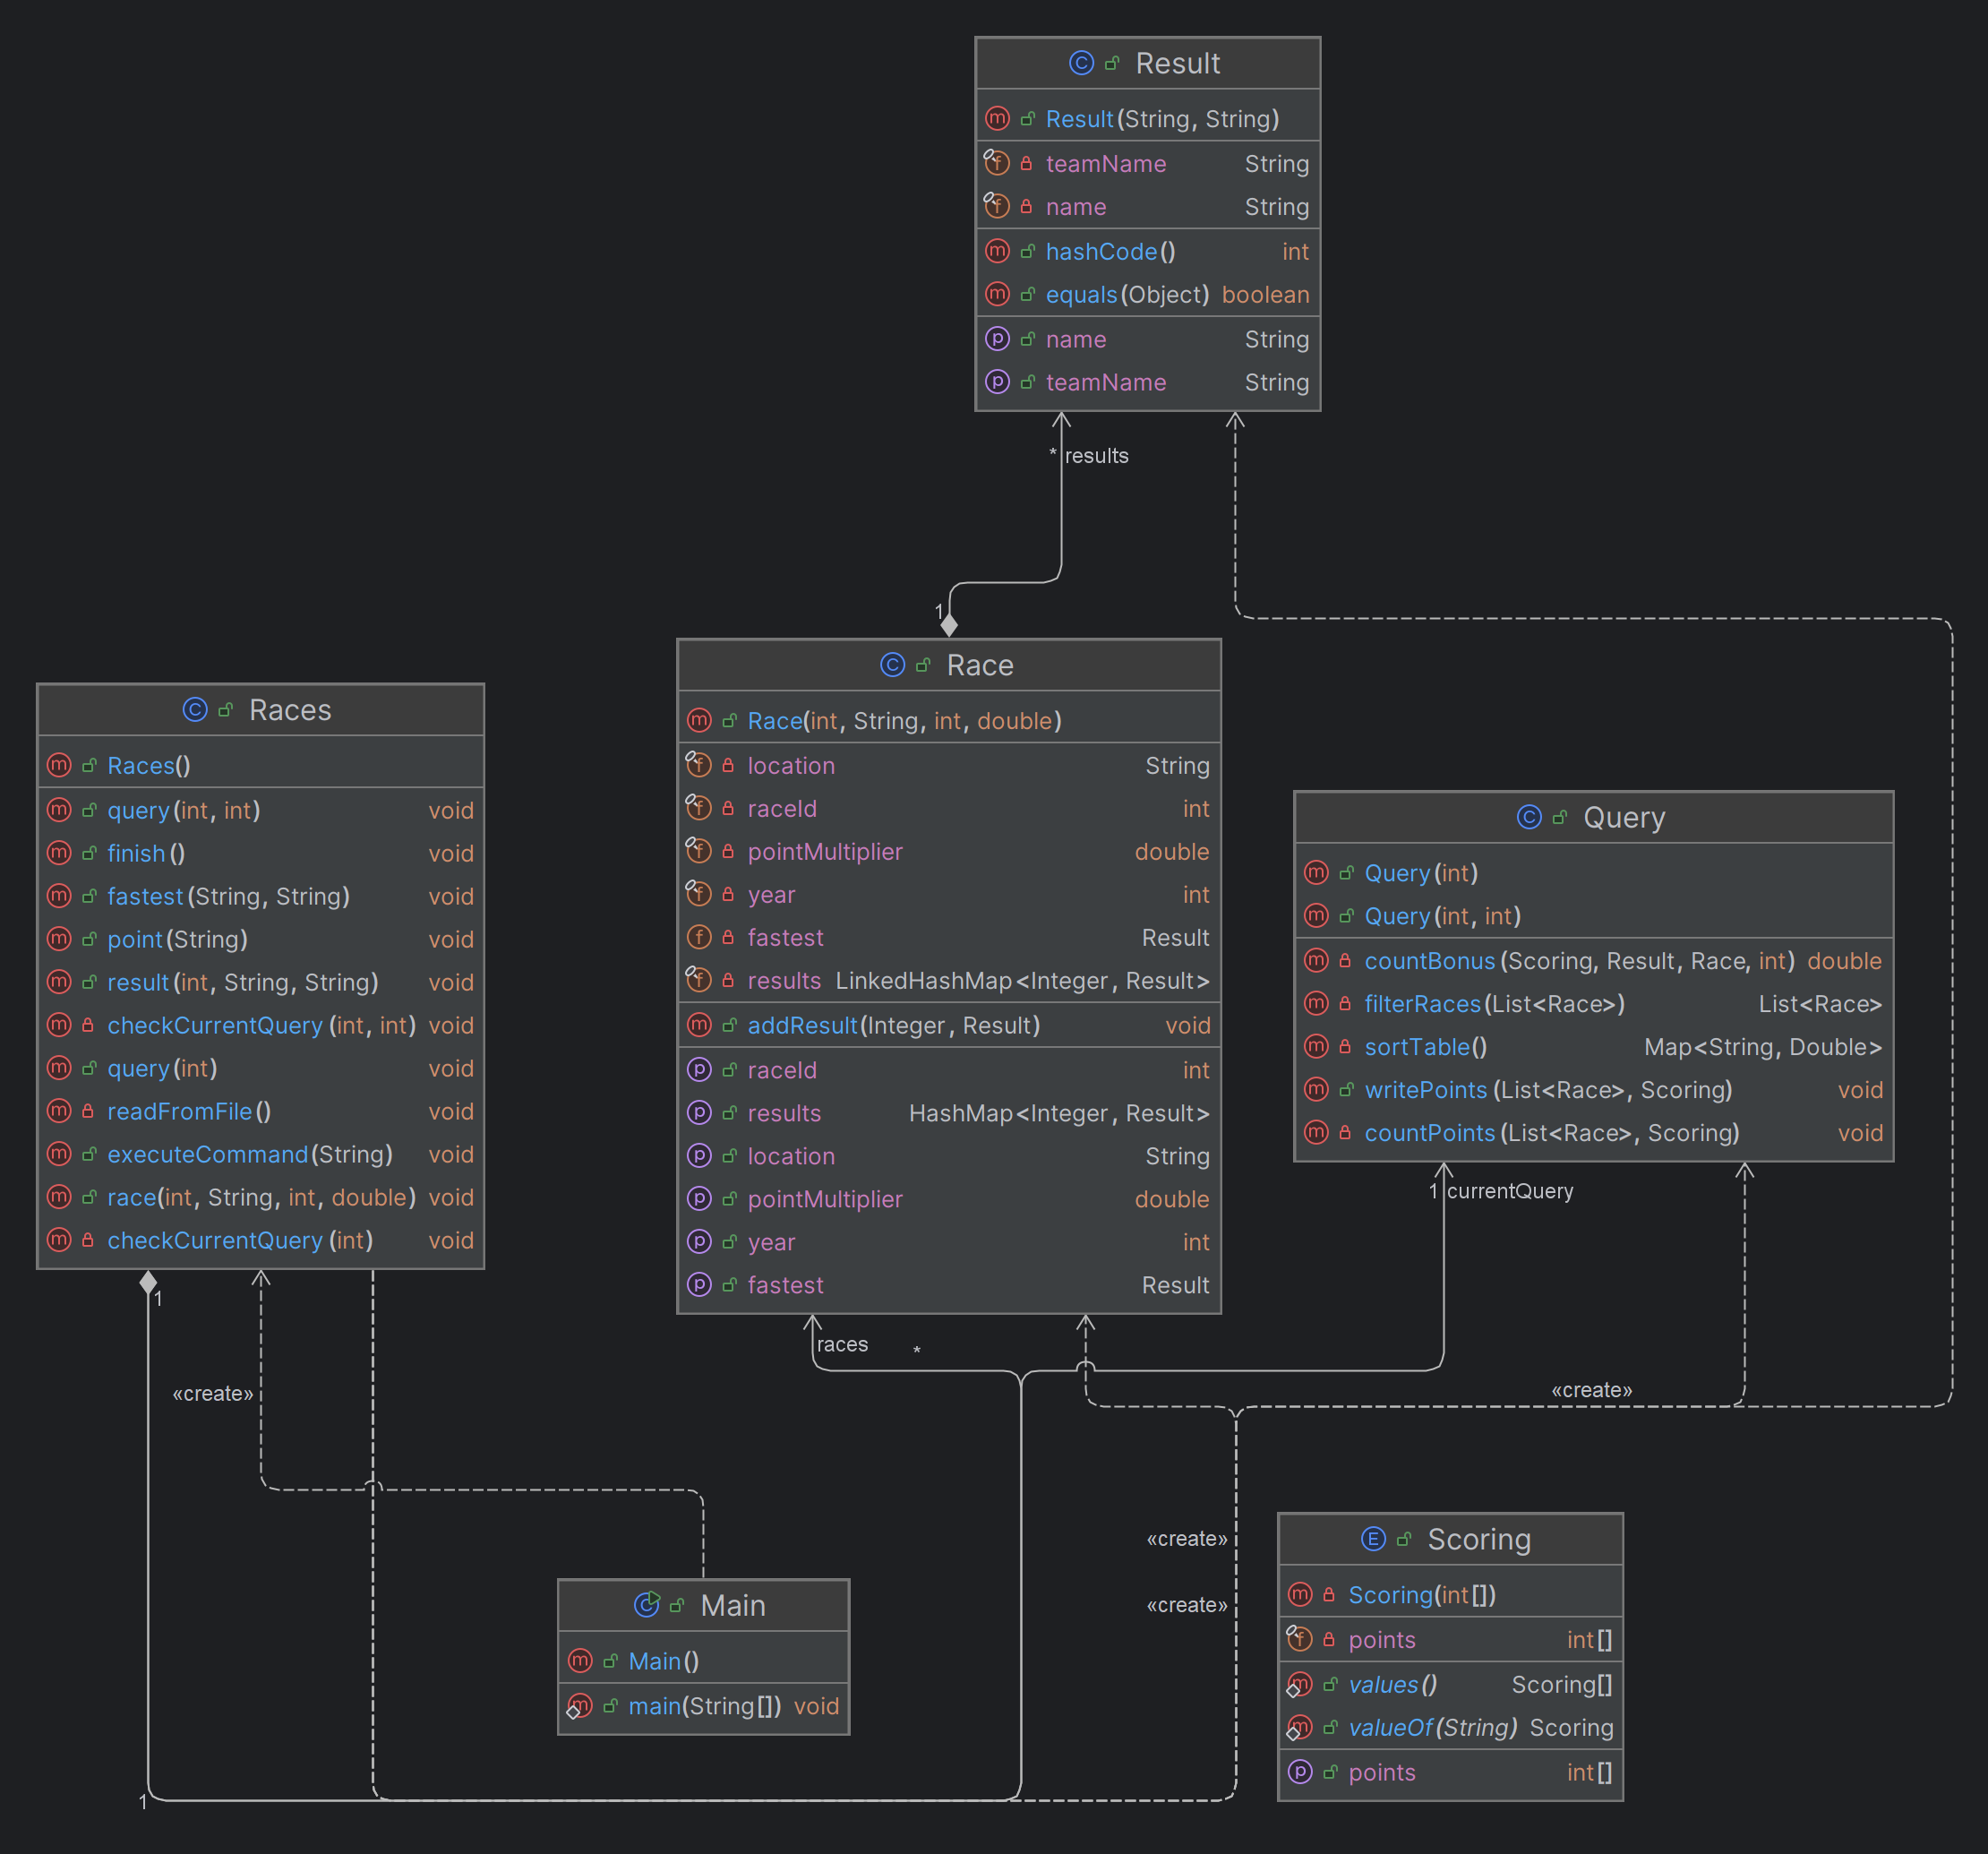 Result
Result(String, String)
teamName String
name String
hashCode() int
equals(Object) boolean
name String
teamName String
* results
1
Races
Races()
query(int, int) void
finish() void
fastest(String, String) void
point(String) void
result(int, String, String) void
checkCurrentQuery(int, int) void
query(int) void
readFromFile() void
executeCommand(String) void
race(int, String, int, double) void
checkCurrentQuery(int) void
Race
Race(int, String, int, double)
location String
raceId int
pointMultiplier double
year int
fastest Result
results LinkedHashMap<Integer, Result>
addResult(Integer, Result) void
raceId int
results HashMap<Integer, Result>
location String
pointMultiplier double
year int
fastest Result
Query
Query(int)
Query(int, int)
countBonus(Scoring, Result, Race, int) double
filterRaces(List<Race>) List<Race>
sortTable() Map<String, Double>
writePoints(List<Race>, Scoring) void
countPoints(List<Race>, Scoring) void
1 currentQuery
1
races *
«create»
«create»
«create»
«create»
Main
Main()
main(String[]) void
Scoring
Scoring(int[])
points int[]
values() Scoring[]
valueOf(String) Scoring
points int[]
1